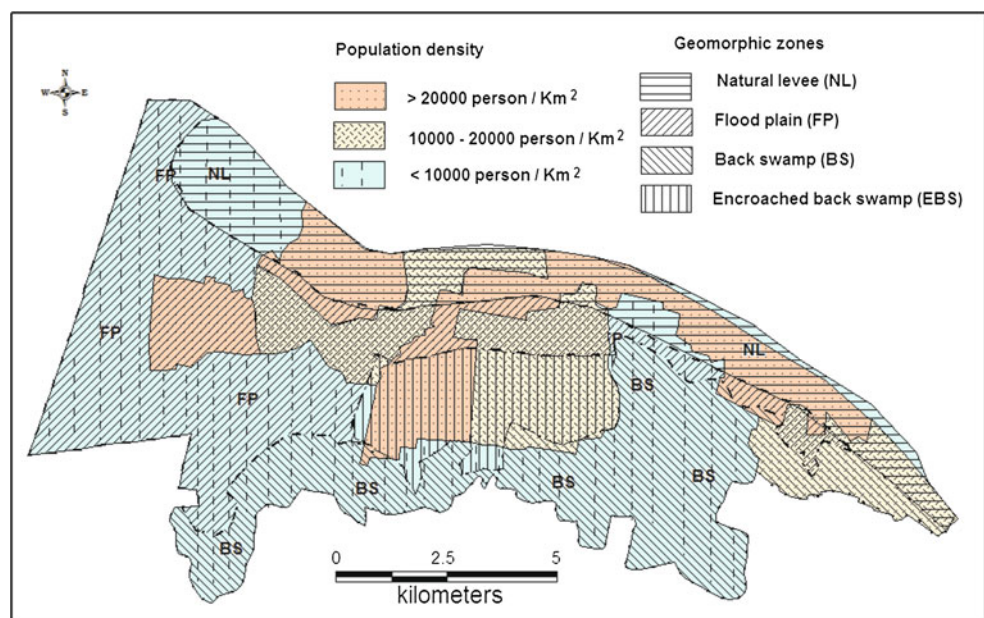 Population density
> 20000 person / Km 2
10000 - 20000 person / Km 2
< 10000 person / Km 2
Geomorphic zones
Natural levee (NL)
Flood plain (FP)
Back swamp (BS)
Encroached back swamp (EBS)
N
W E
S
FP
NL
FP
FP
NL
BS
FP
BS
BS
BS
BS
0 2.5 5
kilometers